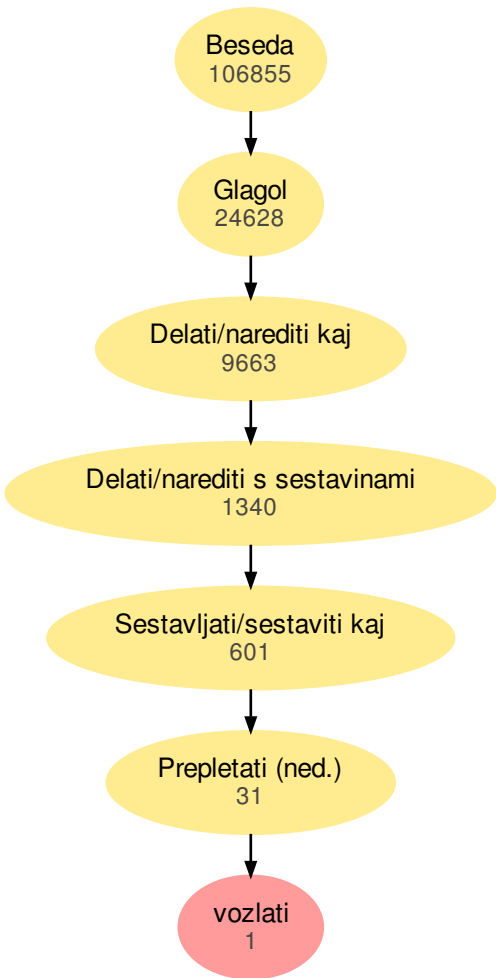 Beseda
106855
Glagol
24628
Delati/narediti kaj
9663
Delati/narediti s sestavinami
1340
Sestavljati/sestaviti kaj
601
Prepletati (ned.)
31
vozlati
1